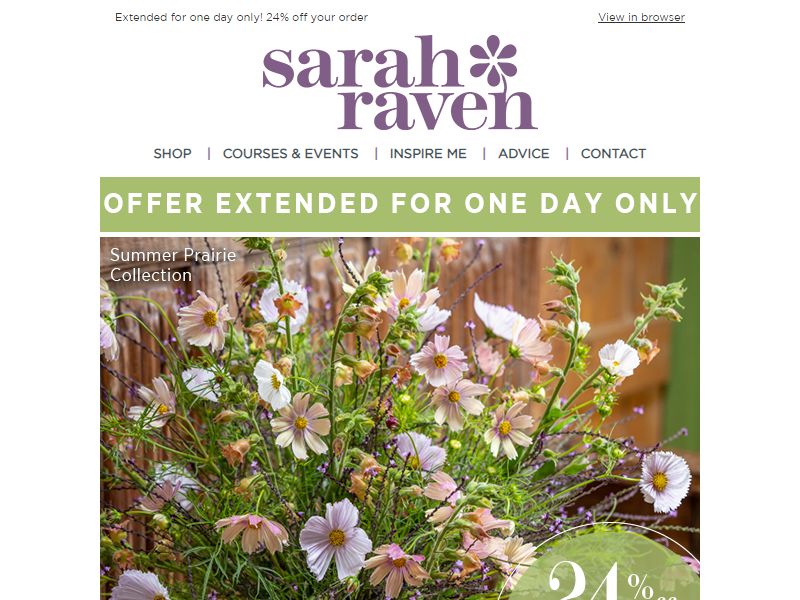 Extended for one day only! 24% off your order
View in browser
sarah
raven
SHOP | COURSES & EVENTS | INSPIRE ME | ADVICE | CONTACT
OFFER EXTENDED FOR ONE DAY ONLY
Summer Prairie
Collection
24%